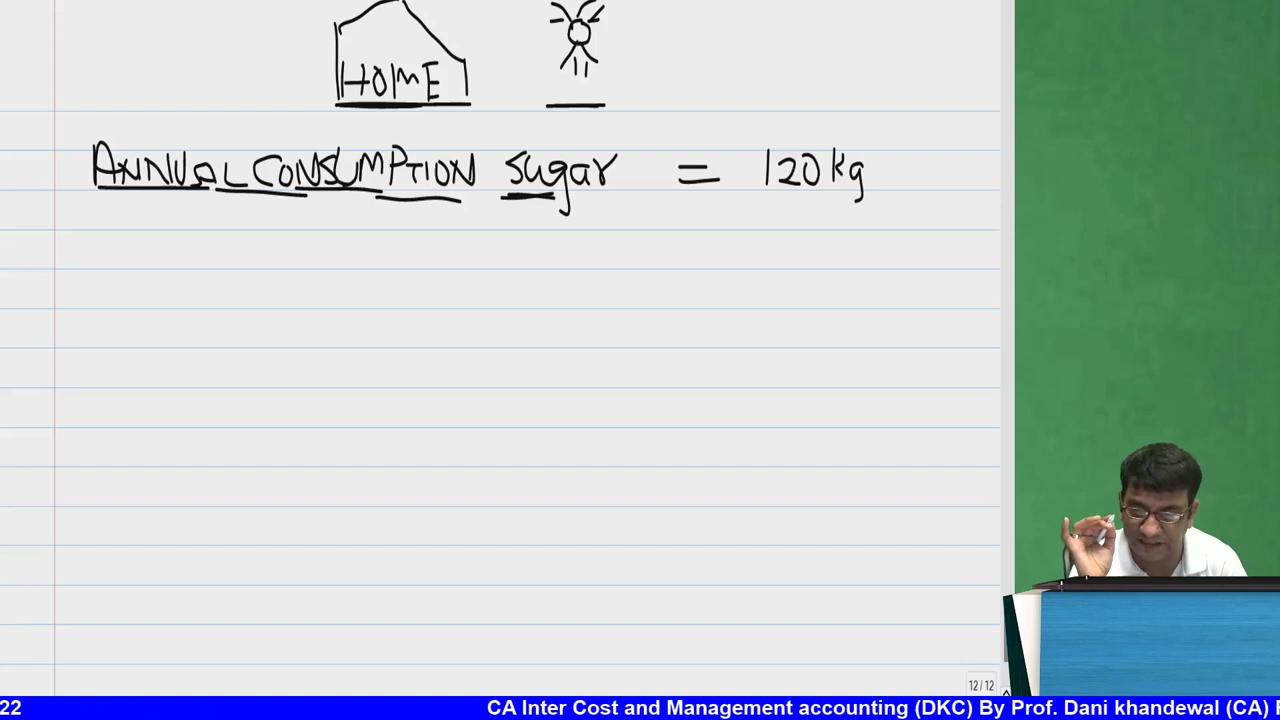 HOME
ANNUAL CONSUMPTION sugar = 120 kg
12/12
22 CA Inter Cost and Management accounting (DKC) By Prof. Dani khandewal (CA) i